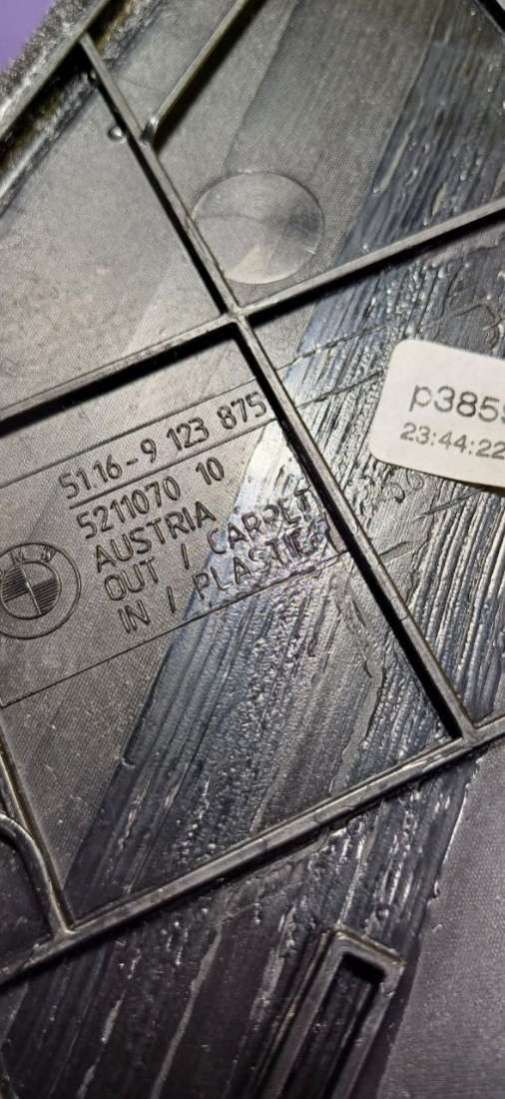 51 16-9 123 875
5211070 10
AUSTRIA
OUT / CARPET
IN / PLASTIC
23:44:22